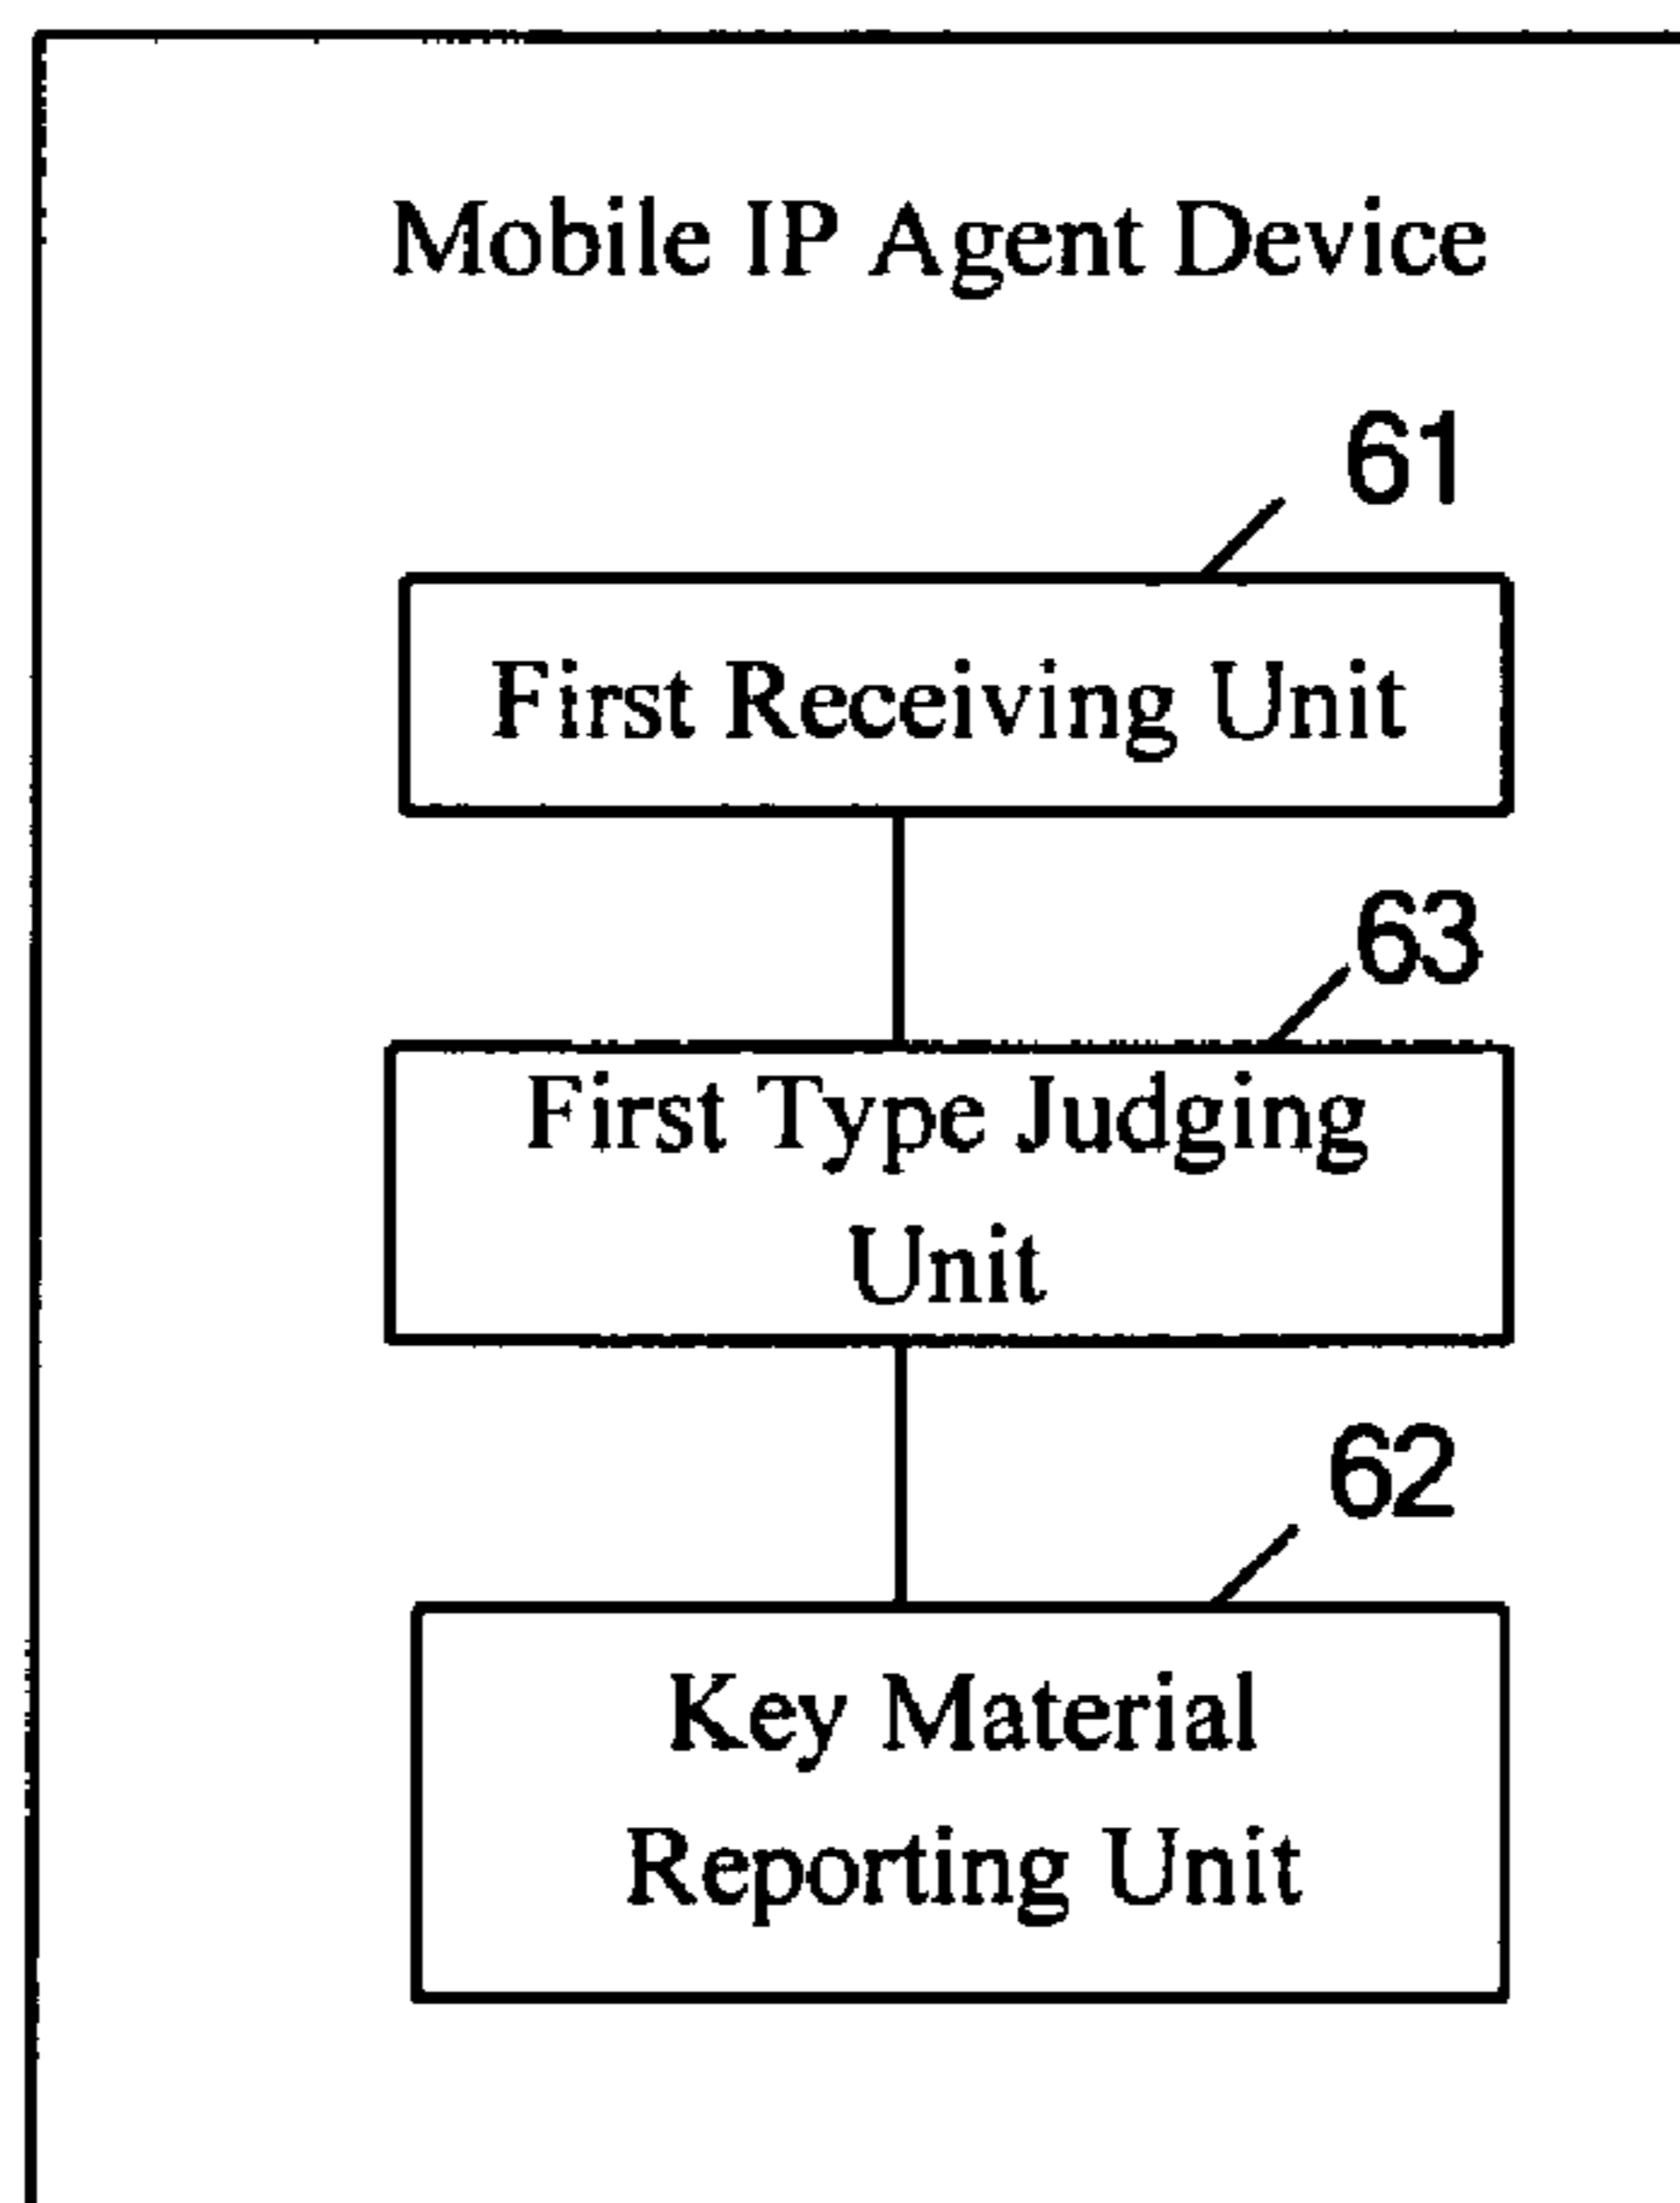 Mobile IP Agent Device
61
First Receiving Unit
63
First Type Judging
Unit
62
Key Material
Reporting Unit